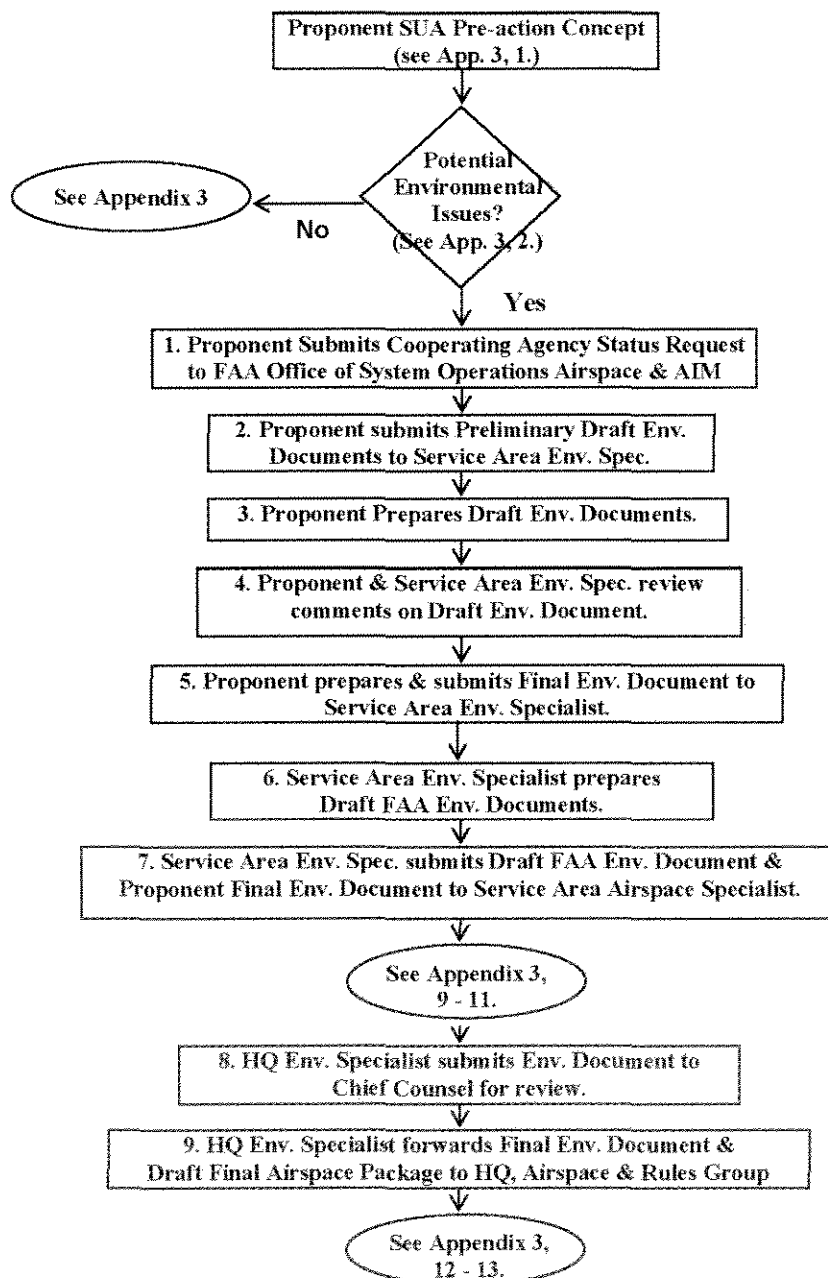 Proponent SUA Pre-action Concept
(see App. 3, 1.)
Potential
Environmental
Issues?
(See App. 3, 2.)
See Appendix 3
No
Yes
1. Proponent Submits Cooperating Agency Status Request
to FAA Office of System Operations Airspace & AIM
2. Proponent submits Preliminary Draft Env.
Documents to Service Area Env. Spec.
3. Proponent Prepares Draft Env. Documents.
4. Proponent & Service Area Env. Spec. review
comments on Draft Env. Document.
5. Proponent prepares & submits Final Env. Document to
Service Area Env. Specialist.
6. Service Area Env. Specialist prepares
Draft FAA Env. Documents.
7. Service Area Env. Spec. submits Draft FAA Env. Document &
Proponent Final Env. Document to Service Area Airspace Specialist.
See Appendix 3,
9 - 11.
8. HQ Env. Specialist submits Env. Document to
Chief Counsel for review.
9. HQ Env. Specialist forwards Final Env. Document &
Draft Final Airspace Package to HQ, Airspace & Rules Group
See Appendix 3,
12 - 13.